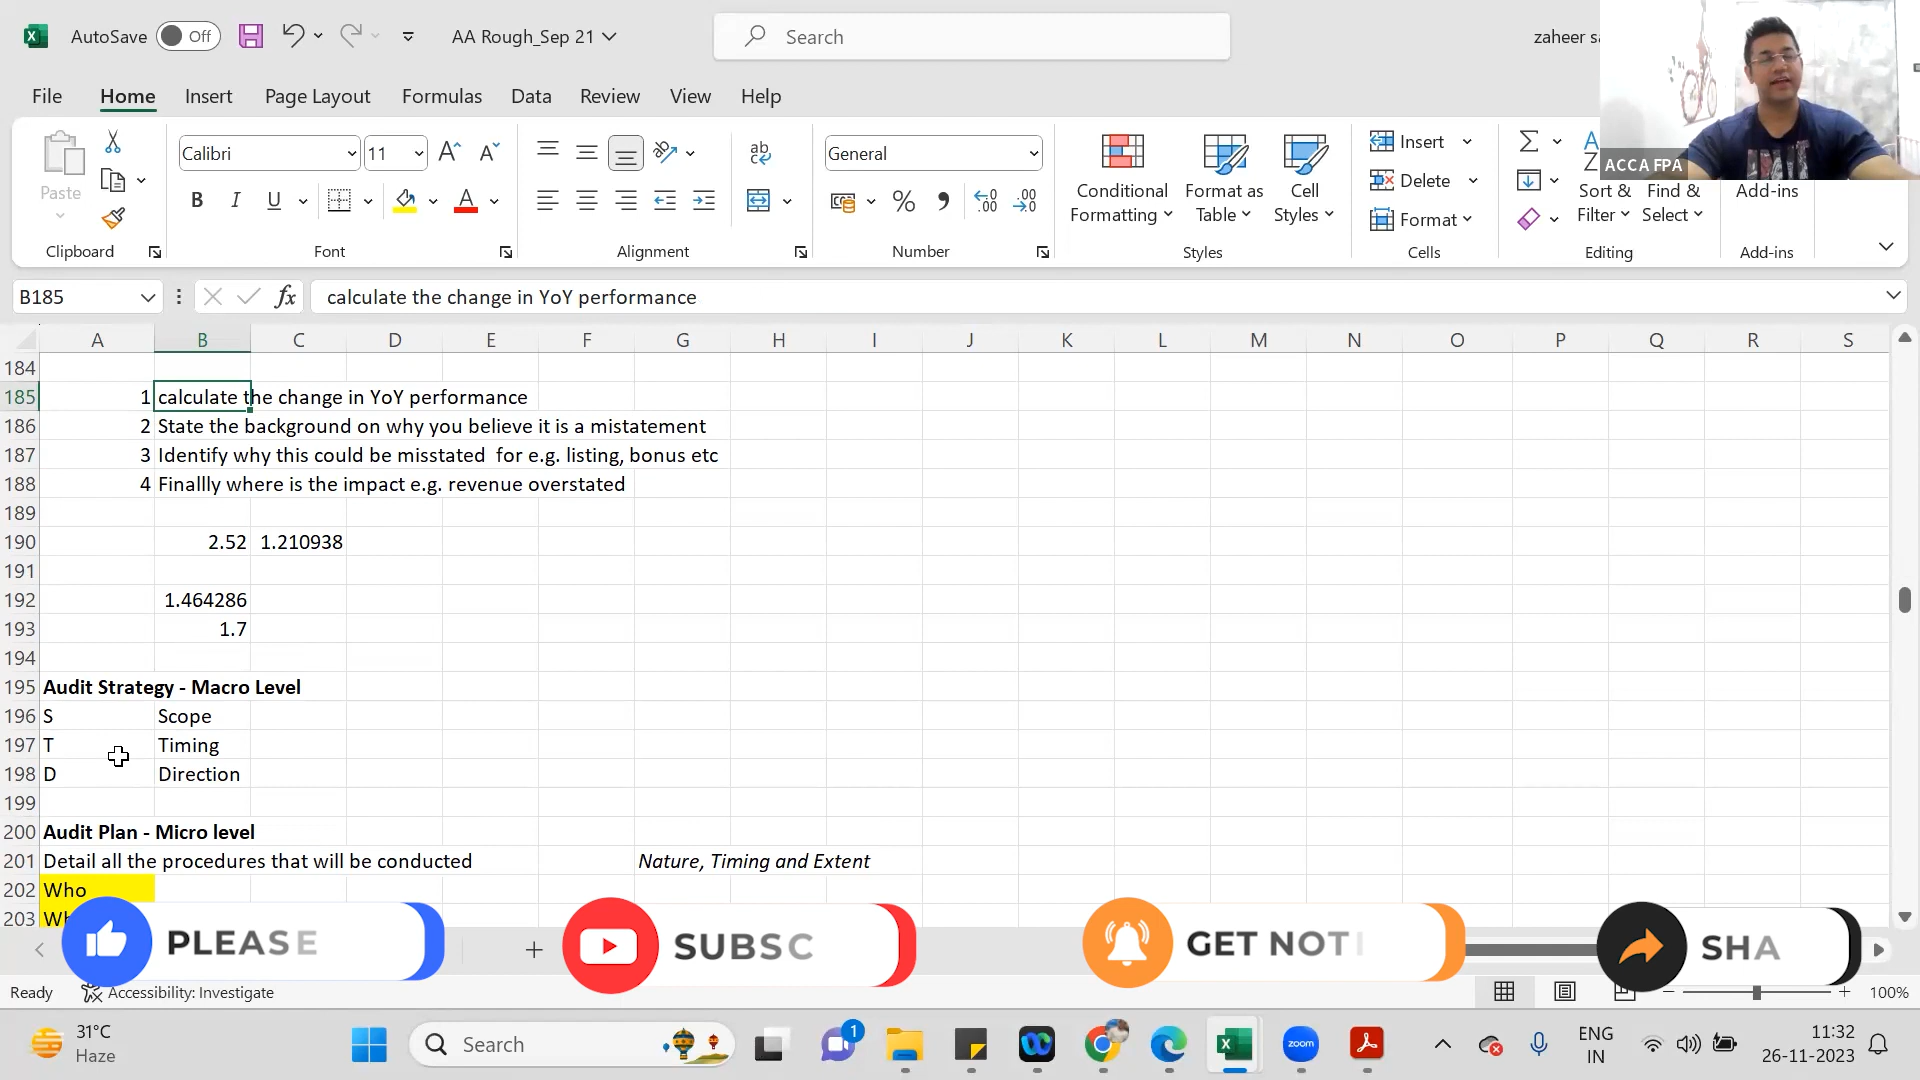 AutoSave Off AA Rough_Sep 21 Search zaheer sa
File Home Insert Page Layout Formulas Data Review View Help
Paste Calibri 11 A A B I U
ab General % Conditional Formatting Format as Table Cell Styles Insert Delete Format Sort & Filter Find & Select Add-ins
ACCA FPA
Clipboard Font Alignment Number Styles Cells Editing Add-ins
B185 fx calculate the change in YoY performance
A B C D E F G H I J K L M N O P Q R S
184
185 1 calculate the change in YoY performance
186 2 State the background on why you believe it is a mistatement
187 3 Identify why this could be misstated for e.g. listing, bonus etc
188 4 Finallly where is the impact e.g. revenue overstated
189
190 2.52 1.210938
191
192 1.464286
193 1.7
194
195 Audit Strategy - Macro Level
196 S Scope
197 T Timing
198 D Direction
199
200 Audit Plan - Micro level
201 Detail all the procedures that will be conducted Nature, Timing and Extent
202 Who
203
PLEASE SUBSC GET NOT SHA
Ready Accessibility: Investigate 100%
31°C Haze Search 1 zoom ENG IN 11:32 26-11-2023